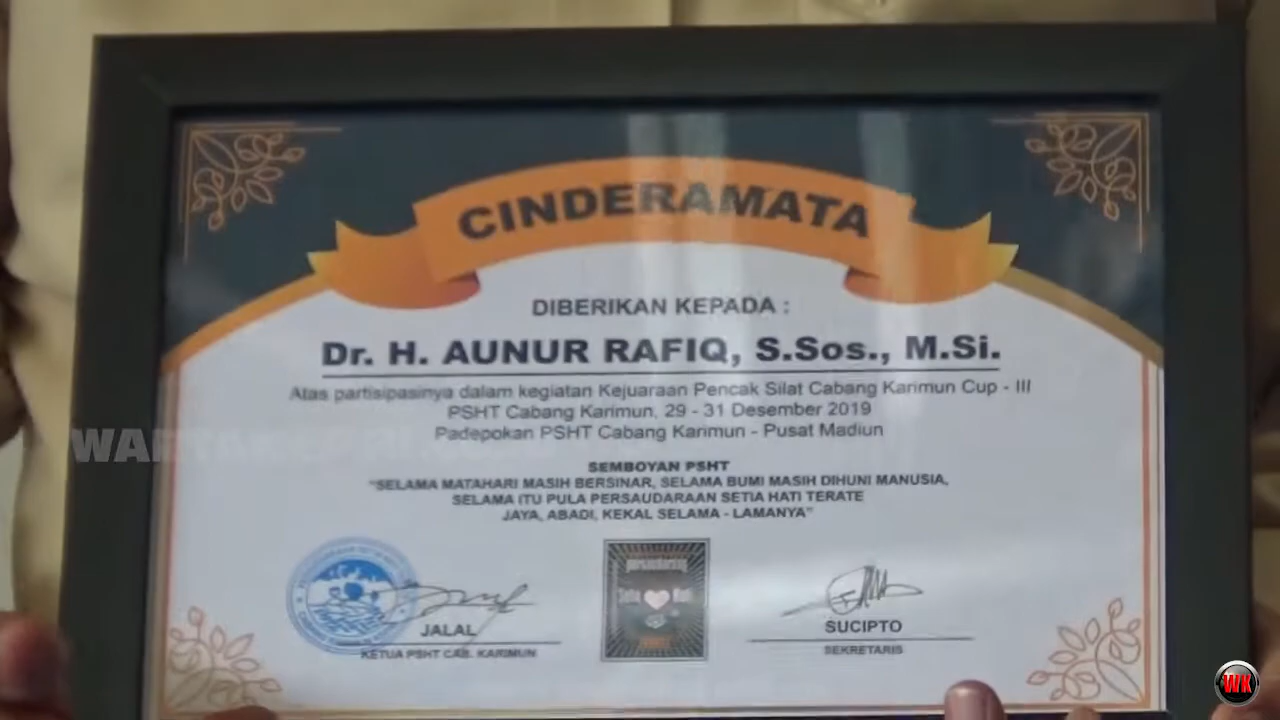 CINDERAMATA
DIBERIKAN KEPADA :
Dr. H. AUNUR RAFIQ, S.Sos., M.Si.
Atas partisipasinya dalam kegiatan Kejuaraan Pencak Silat Cabang Karimun Cup - III
PSHT Cabang Karimun, 29 - 31 Desember 2019
Padepokan PSHT Cabang Karimun - Pusat Madiun
SEMBOYAN PSHT
"SELAMA MATAHARI MASIH BERSINAR, SELAMA BUMI MASIH DIHUNI MANUSIA,
SELAMA ITU PULA PERSAUDARAAN SETIA HATI TERATE
JAYA, ABADI, KEKAL SELAMA - LAMANYA"
JALAL
KETUA PSHT CAB. KARIMUN
SUCIPTO
SEKRETARIS
WK